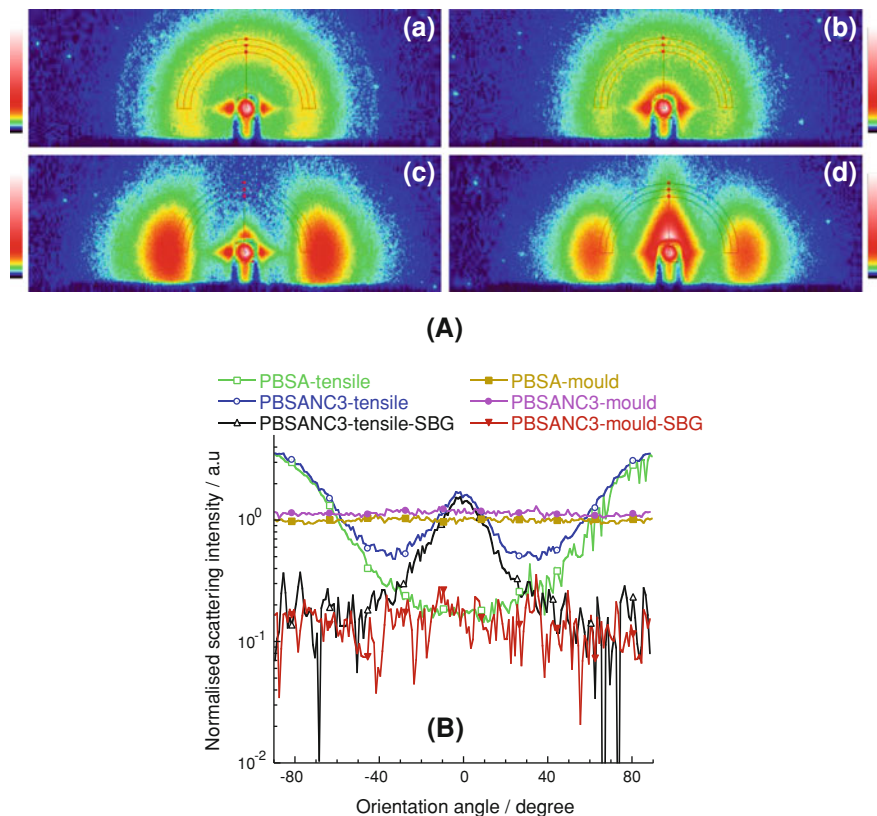 (a)
(b)
(c)
(d)
(A)
PBSA-tensile
PBSA-mould
PBSANC3-tensile
PBSANC3-mould
PBSANC3-tensile-SBG
PBSANC3-mould-SBG
Normalised scattering intensity / a.u
10^0
10^-1
10^-2
(B)
-80
-40
0
40
80
Orientation angle / degree